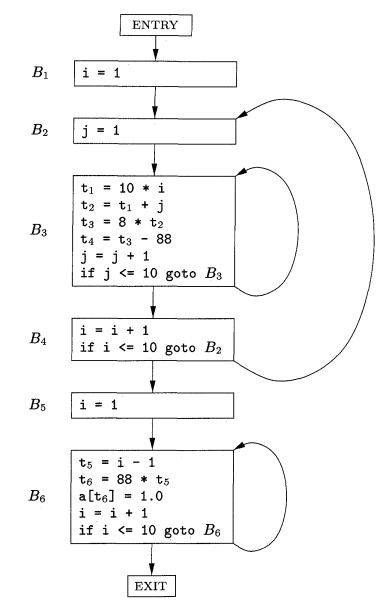 ENTRY
B₁ i = 1
B₂ j = 1
t₁ = 10 * i
t₂ = t₁ + j
t₃ = 8 * t₂
B₃ t₄ = t₃ - 88
j = j + 1
if j <= 10 goto B₃
i = i + 1
B₄ if i <= 10 goto B₂
B₅ i = 1
t₅ = i - 1
t₆ = 88 * t₅
B₆ a[t₆] = 1.0
i = i + 1
if i <= 10 goto B₆
EXIT